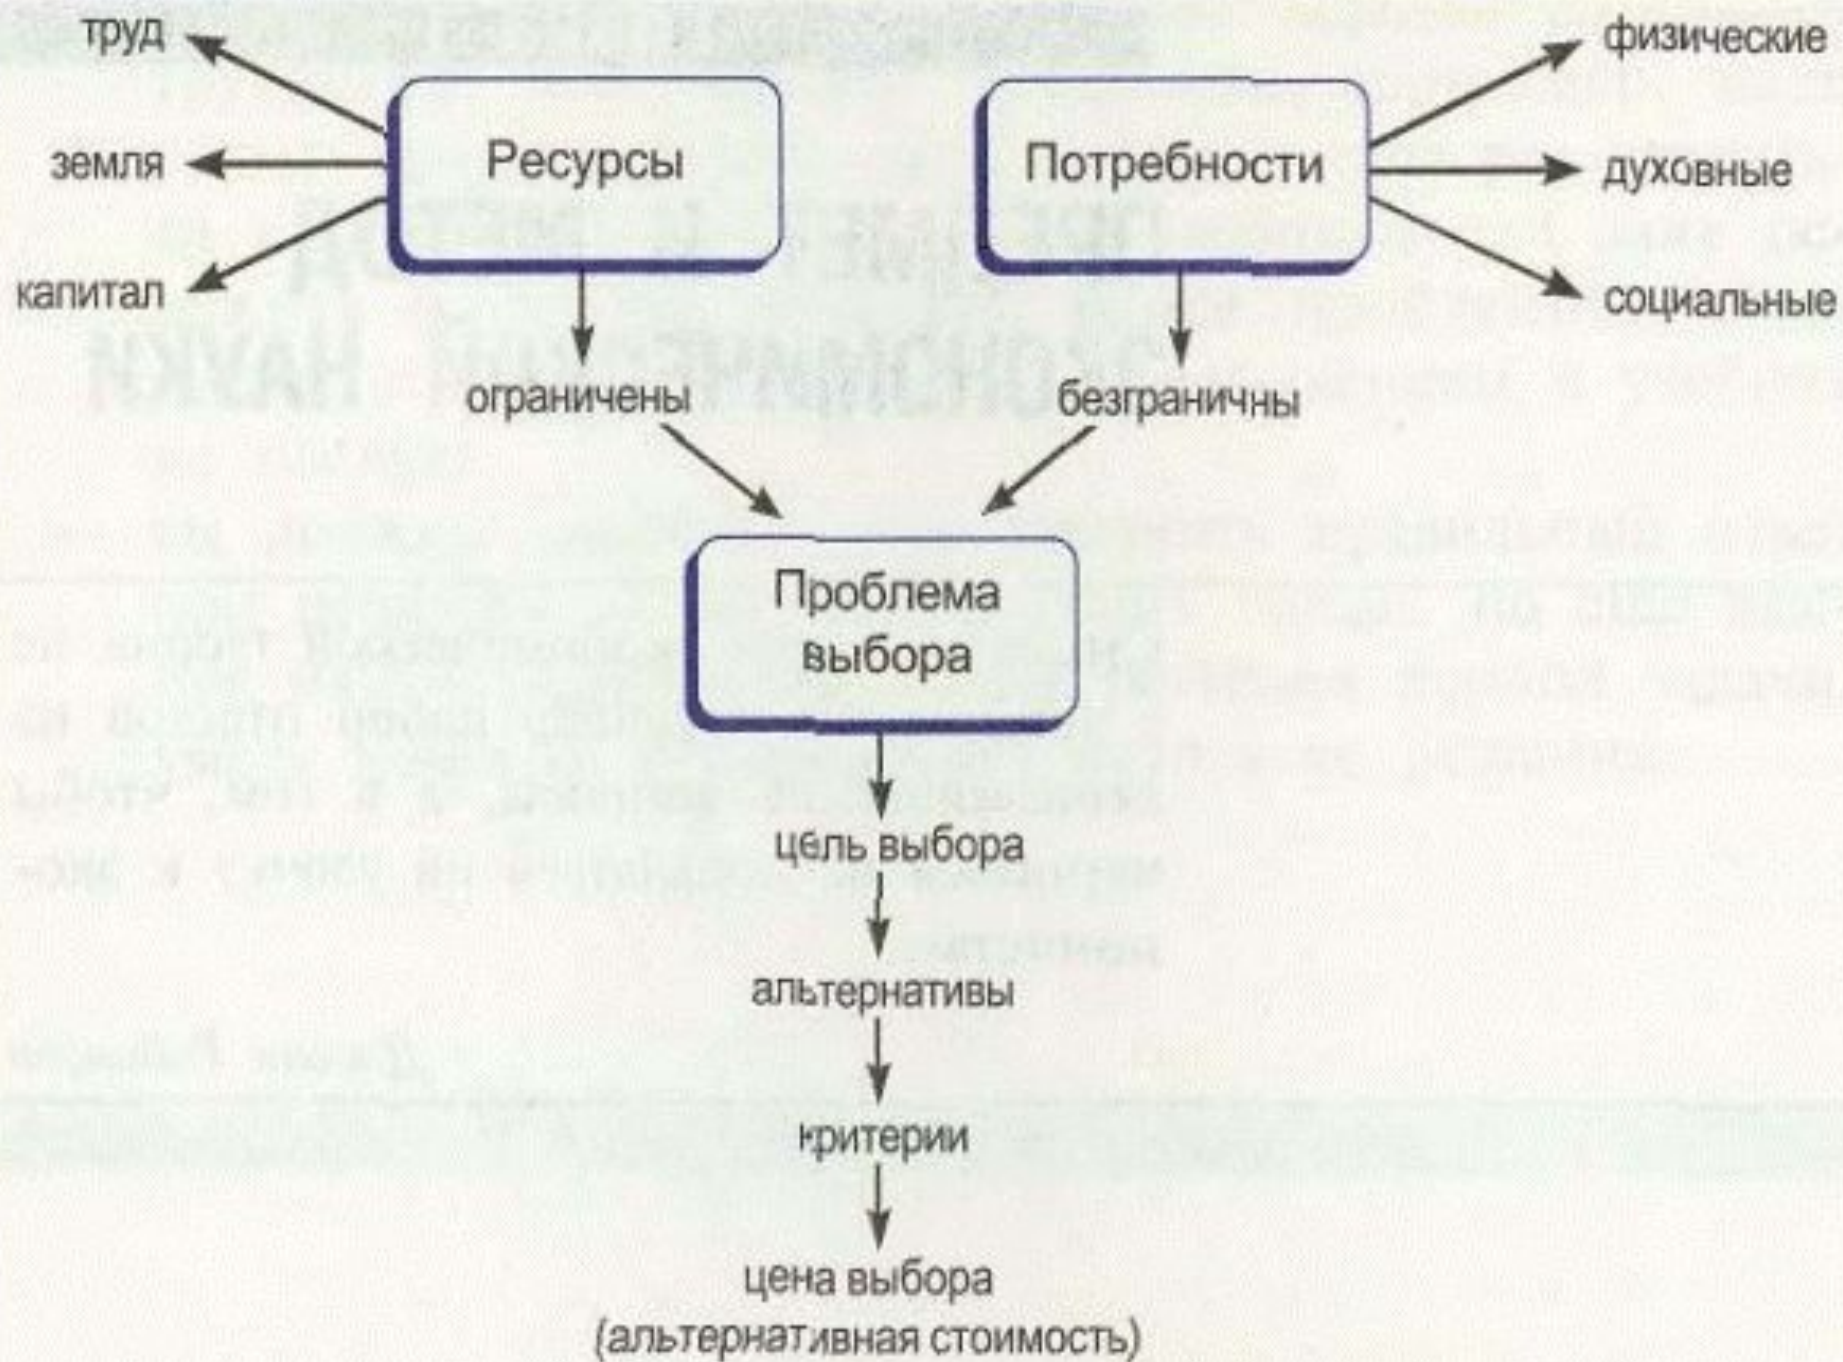 труд
земля
капитал
Ресурсы
Потребности
физические
духовные
социальные
ограничены
безграничны
Проблема
выбора
цель выбора
альтернативы
критерии
цена выбора
(альтернативная стоимость)